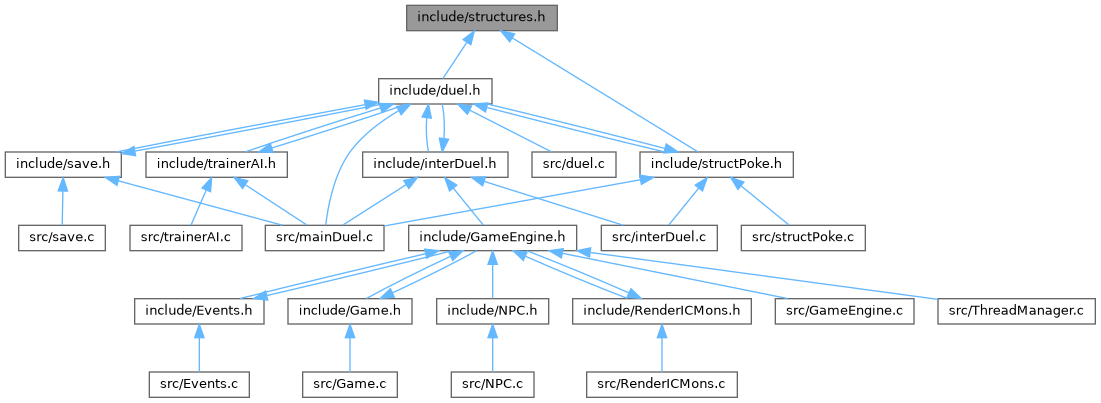 include/structures.h
include/duel.h
include/save.h
include/trainerAI.h
include/interDuel.h
src/duel.c
include/structPoke.h
src/save.c
src/trainerAI.c
src/mainDuel.c
include/GameEngine.h
src/interDuel.c
src/structPoke.c
include/Events.h
include/Game.h
include/NPC.h
include/RenderICMons.h
src/GameEngine.c
src/ThreadManager.c
src/Events.c
src/Game.c
src/NPC.c
src/RenderICMons.c